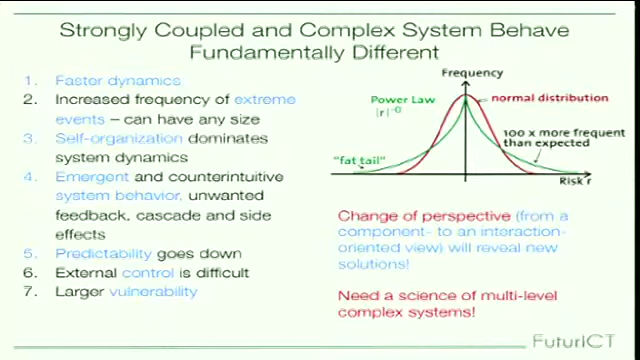 Strongly Coupled and Complex System Behave
Fundamentally Different
1. Faster dynamics
2. Increased frequency of extreme
events – can have any size
3. Self-organization dominates
system dynamics
4. Emergent and counterintuitive
system behavior, unwanted
feedback, cascade and side
effects
5. Predictability goes down
6. External control is difficult
7. Larger vulnerability
Frequency
Power Law
normal distribution
100 x more frequent
than expected
"fat tail"
Risk r
Change of perspective (from a
component- to an interaction-
oriented view) will reveal new
solutions!
Need a science of multi-level
complex systems!
FuturICT